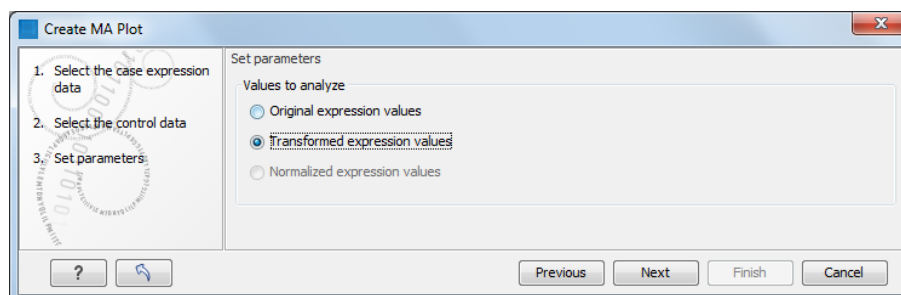 Create MA Plot
1. Select the case expression
data
2. Select the control data
3. Set parameters
Set parameters
Values to analyze
Original expression values
Transformed expression values
Normalized expression values
?
Previous
Next
Finish
Cancel